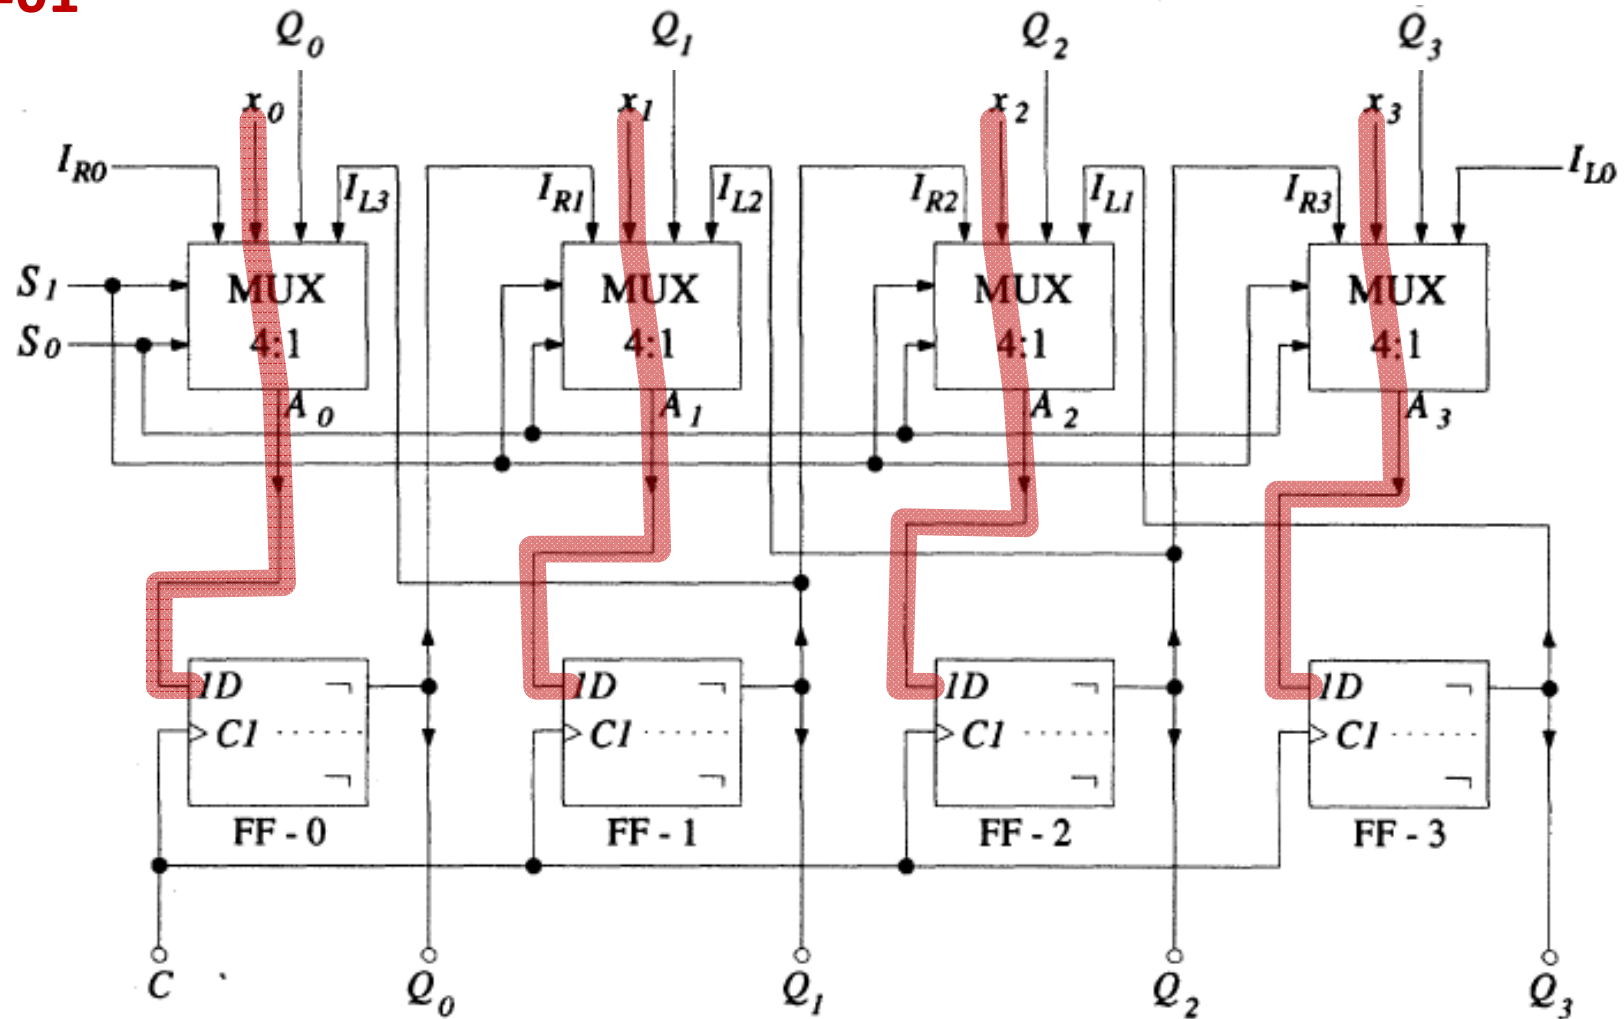 -01
Q0 Q1 Q2 Q3
x0 x1 x2 x3
IR0 IL3 IR1 IL2 IR2 IL1 IR3 IL0
S1 MUX MUX MUX MUX
S0 4:1 4:1 4:1 4:1
A0 A1 A2 A3
1D 1D 1D 1D
C1 C1 C1 C1
FF - 0 FF - 1 FF - 2 FF - 3
C Q0 Q1 Q2 Q3